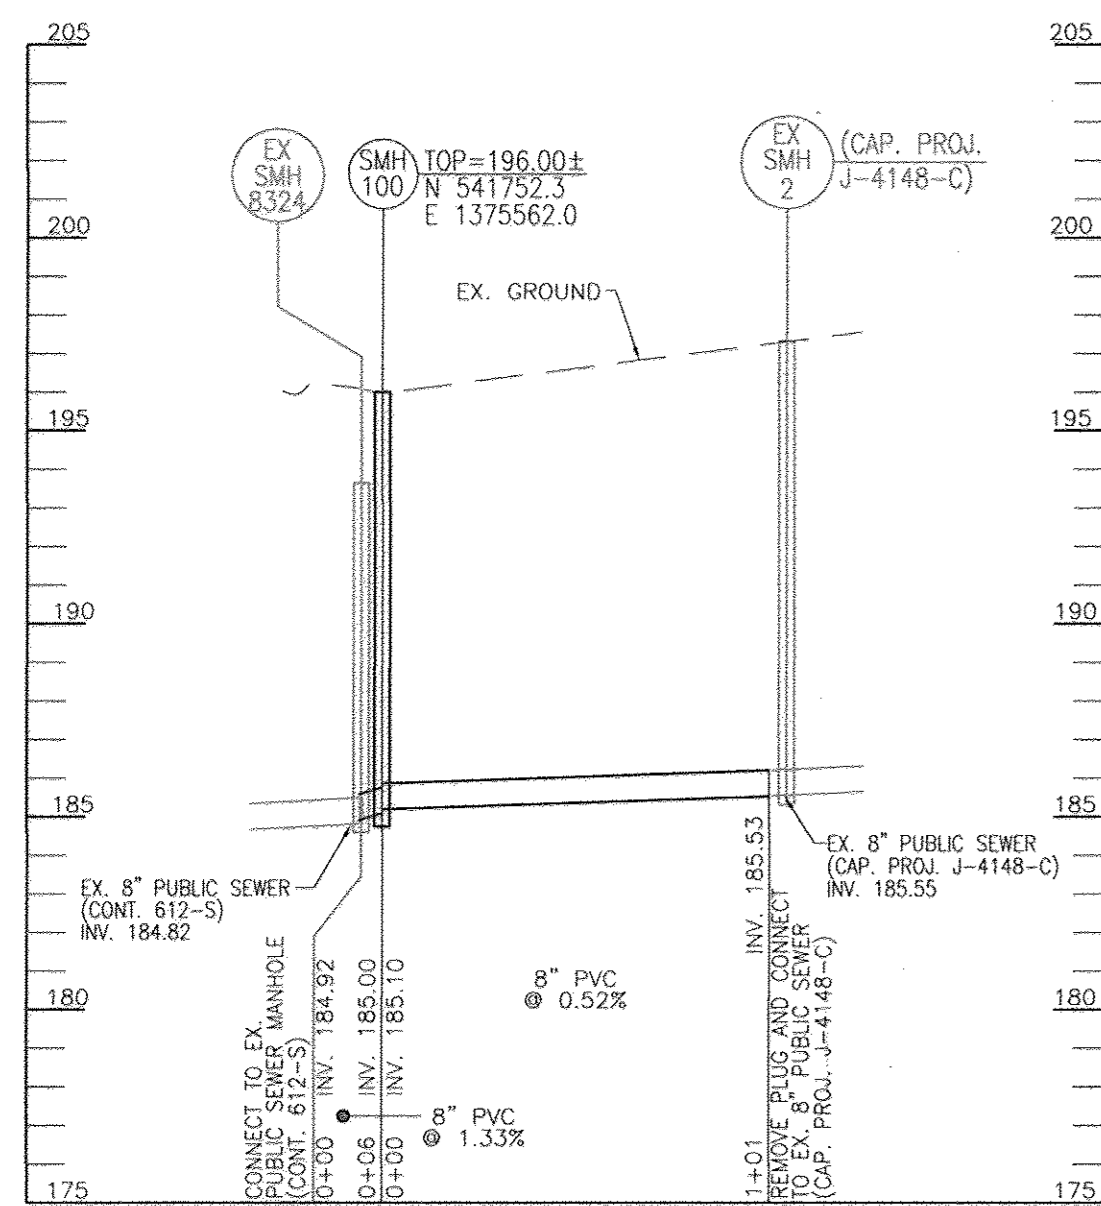 205
205
EX
SMH
8324
SMH
100
TOP=196.00±
N 541752.3
E 1375562.0
EX
SMH
2
(CAP. PROJ.
J-4148-C)
200
200
EX. GROUND
195
195
190
190
185
185
EX. 8" PUBLIC SEWER
(CONT. 612-S)
INV. 184.82
EX. 8" PUBLIC SEWER
(CAP. PROJ. J-4148-C)
INV. 185.55
180
180
CONNECT TO EX.
PUBLIC SEWER MANHOLE
(CONT. 612-S)
0+00 INV. 184.92
0+06 INV. 185.00
0+00 INV. 185.10
8" PVC
@ 0.52%
8" PVC
@ 1.33%
1+01 INV. 185.53
REMOVE PLUG AND CONNECT
TO EX. 8" PUBLIC SEWER
(CAP. PROJ. J-4148-C)
175
175